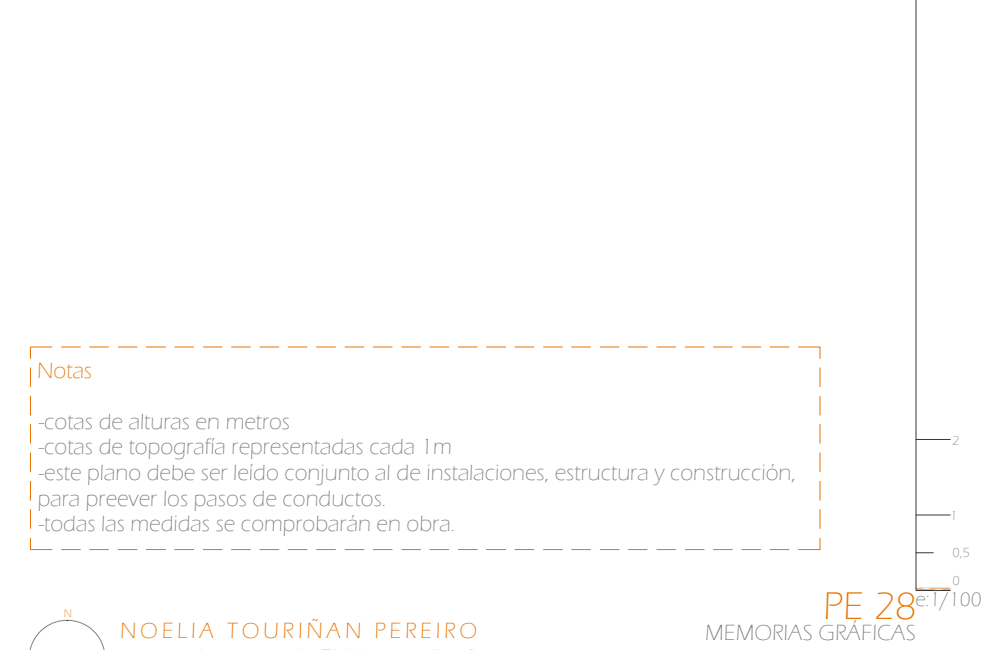 Notas
-cotas de alturas en metros
-cotas de topografía representadas cada 1m
-este plano debe ser leído conjunto al de instalaciones, estructura y construcción,
para preever los pasos de conductos.
-todas las medidas se comprobarán en obra.
2
1
0,5
0
PE 28
e:1/100
MEMORIAS GRÁFICAS
N
NOELIA TOURIÑAN PEREIRO